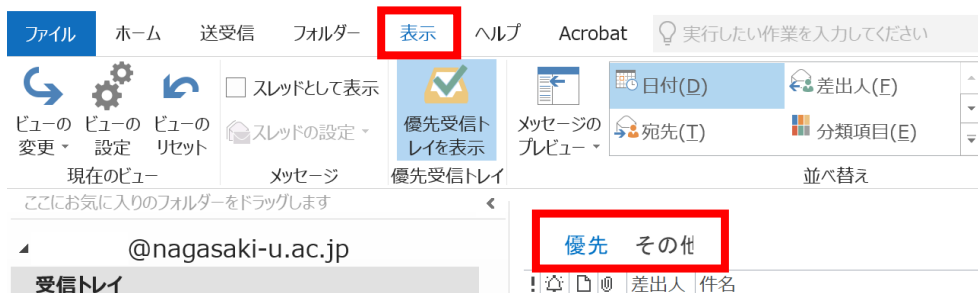 ファイル ホーム 送受信 フォルダー 表示 ヘルプ Acrobat 実行したい作業を入力してください
ビューの変更 ビューの設定 ビューのリセット
スレッドとして表示
スレッドの設定
優先受信トレイを表示
メッセージのプレビュー
日付(D) 差出人(F)
宛先(T) 分類項目(E)
現在のビュー メッセージ 優先受信トレイ 並べ替え
ここにお気に入りのフォルダーをドラッグします
@nagasaki-u.ac.jp
受信トレイ
優先 その他
差出人 件名